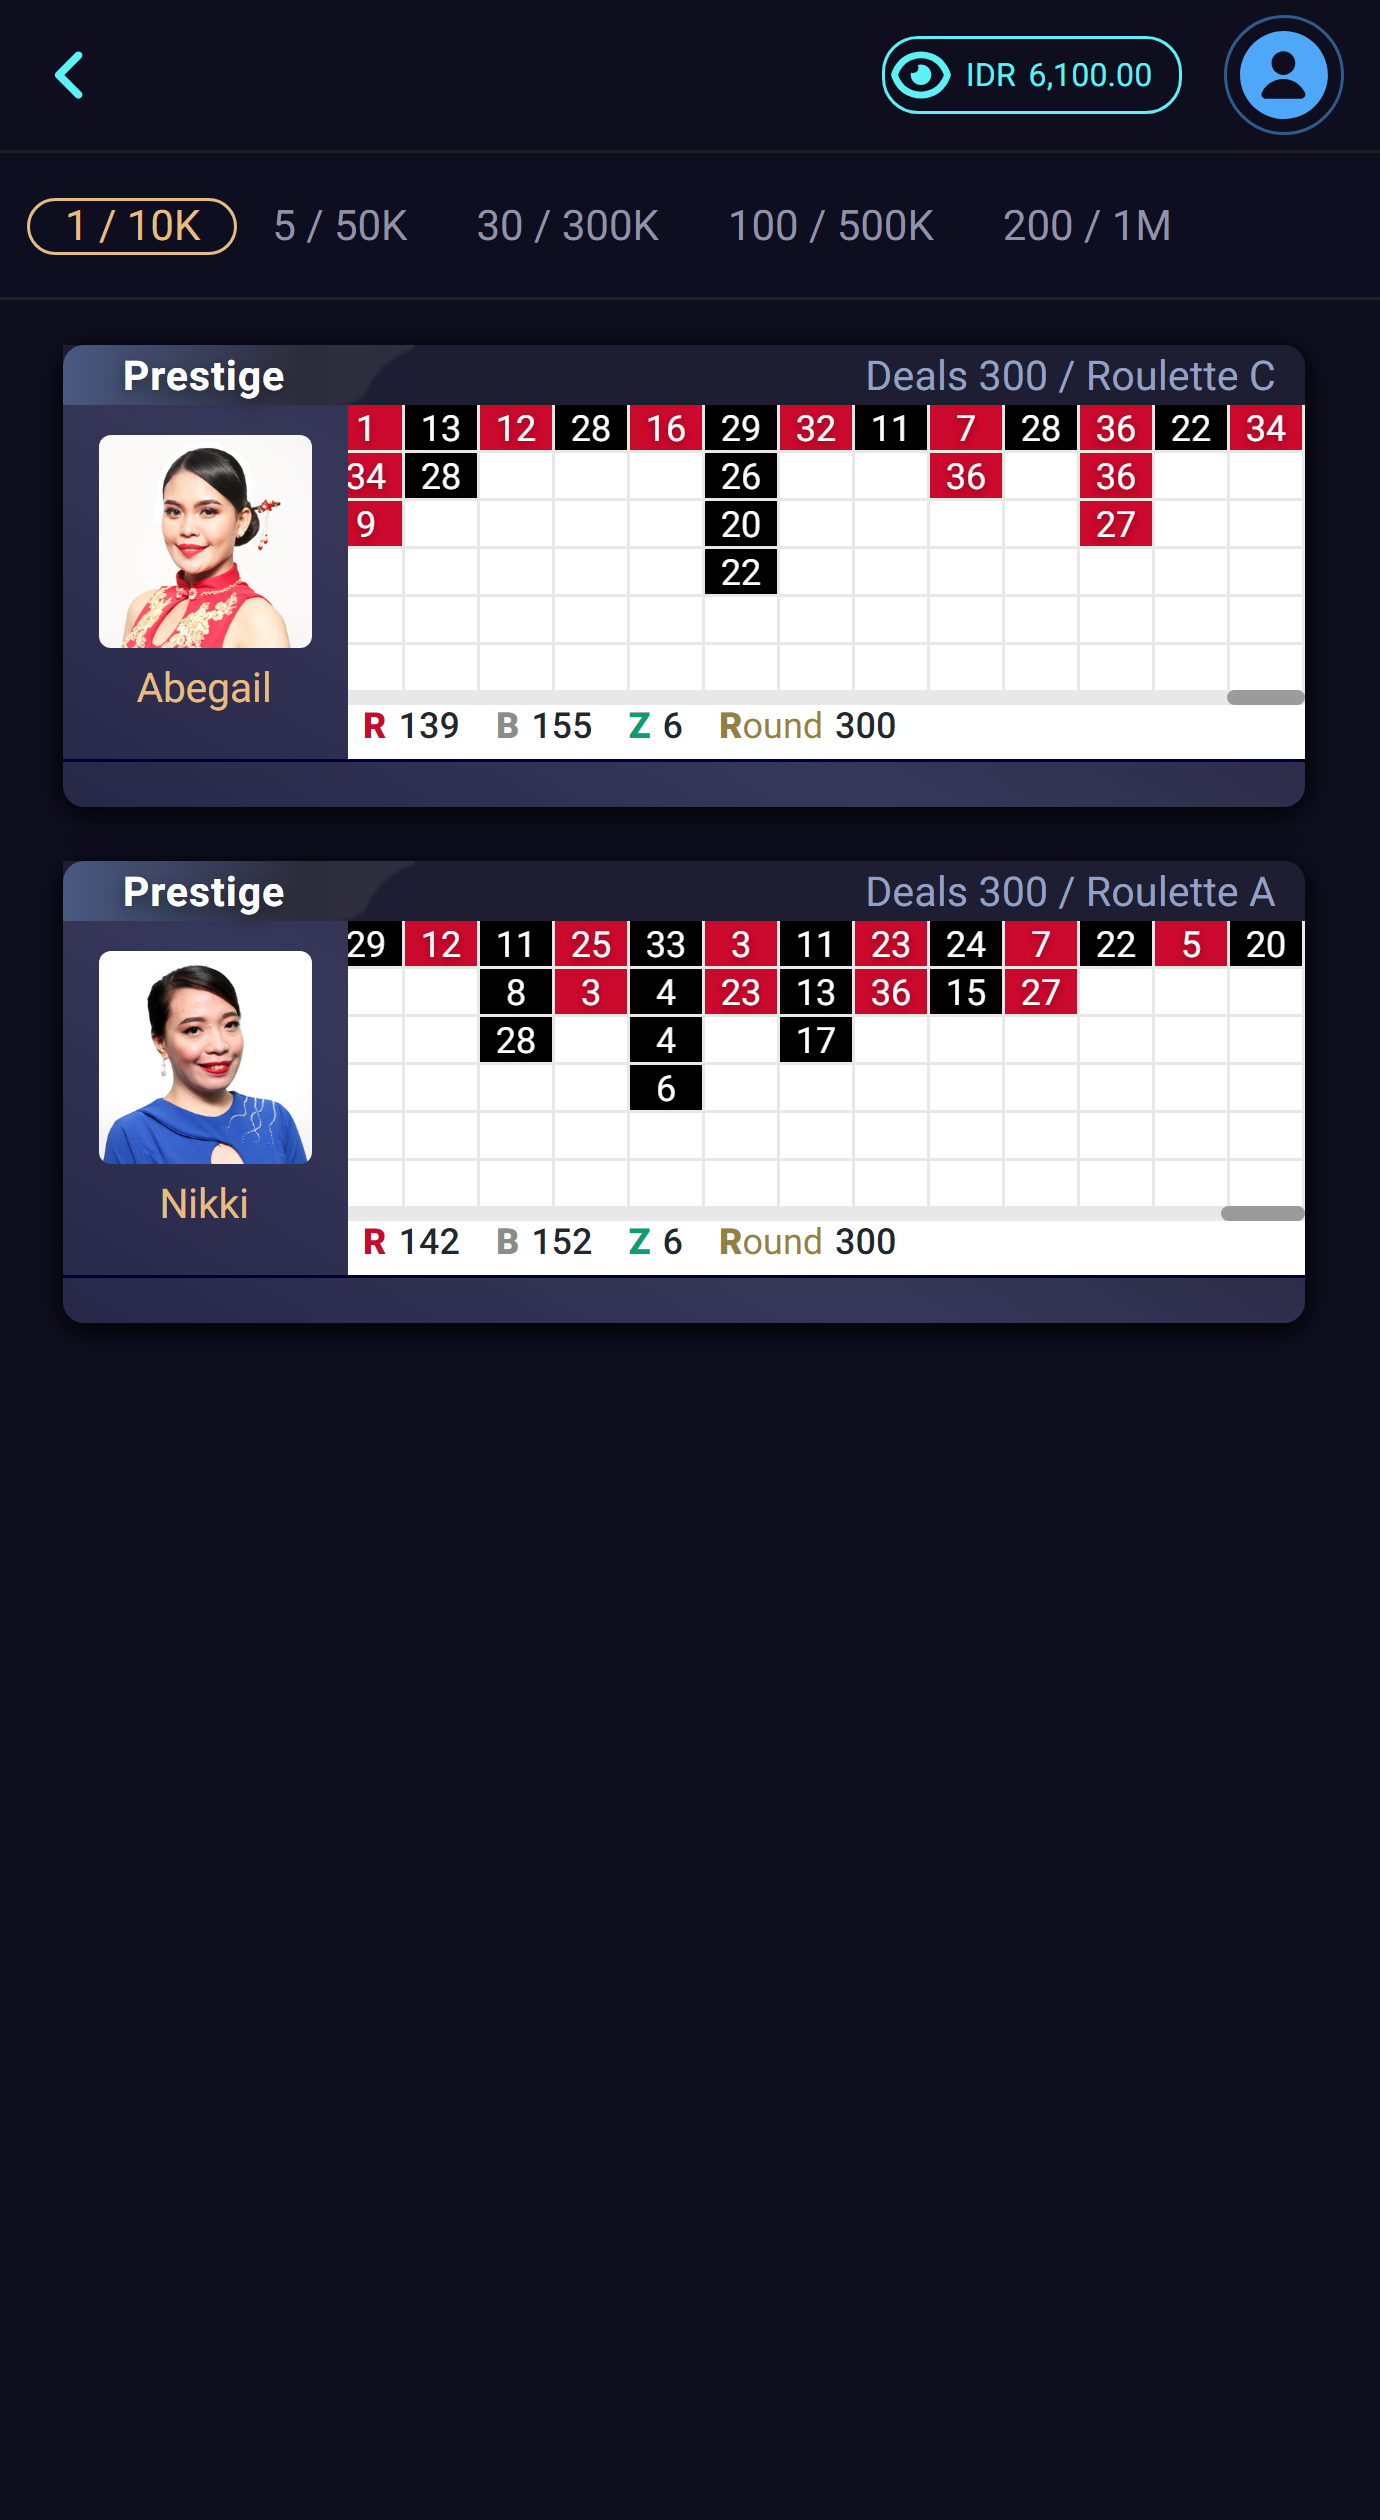 IDR 6,100.00
1 / 10K 5 / 50K 30 / 300K 100 / 500K 200 / 1M
Prestige Deals 300 / Roulette C
1 13 12 28 16 29 32 11 7 28 36 22 34
34 28 26 36 36
9 20 27
22
Abegail
R 139 B 155 Z 6 Round 300
Prestige Deals 300 / Roulette A
29 12 11 25 33 3 11 23 24 7 22 5 20
8 3 4 23 13 36 15 27
28 4 17
6
Nikki
R 142 B 152 Z 6 Round 300